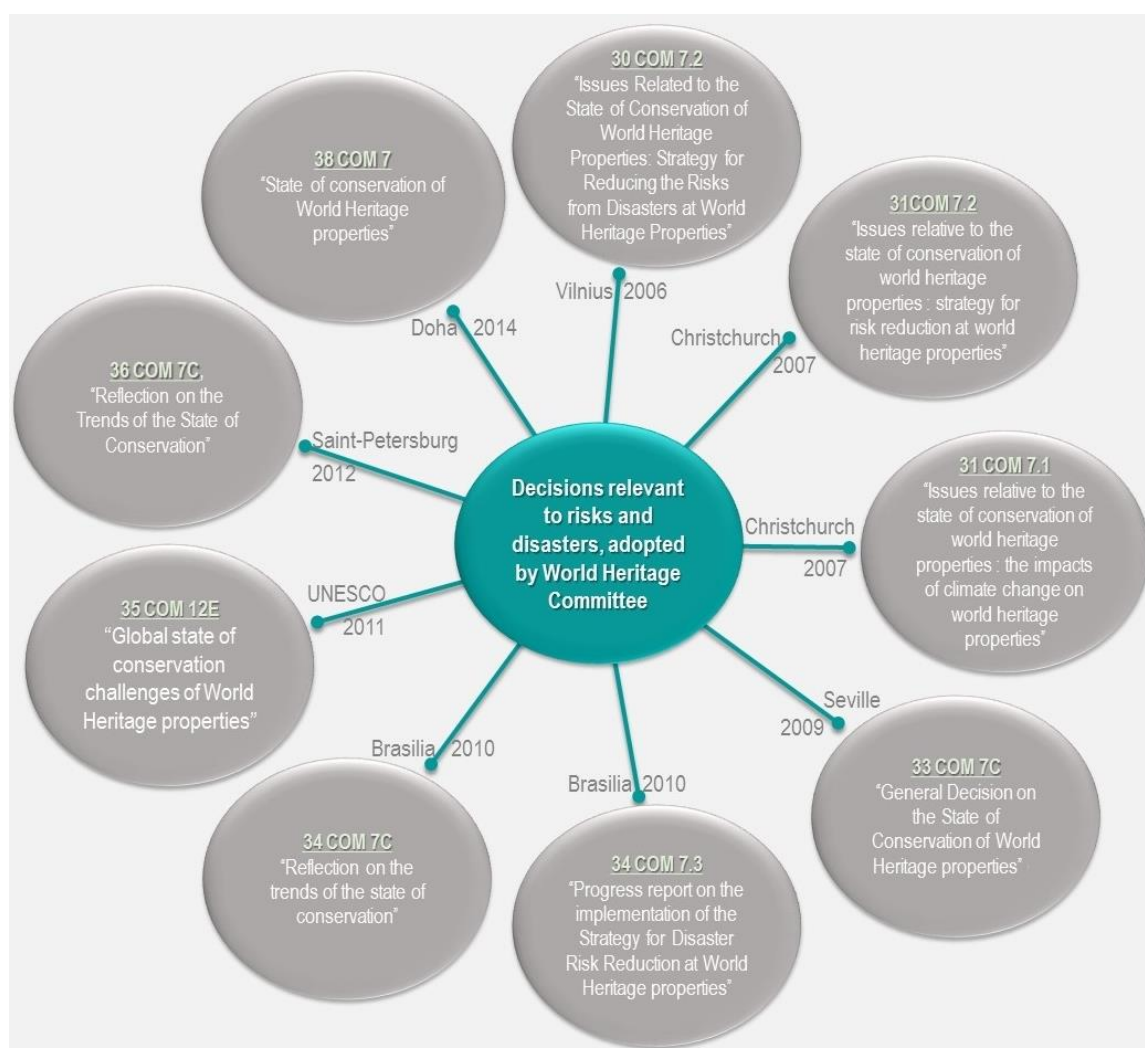 30 COM 7.2
"Issues Related to the
State of Conservation of
World Heritage
Properties: Strategy for
Reducing the Risks
from Disasters at World
Heritage Properties"
Vilnius 2006
31COM 7.2
"Issues relative to the
state of conservation of
world heritage
properties : strategy for
risk reduction at world
heritage properties"
Christchurch
2007
31 COM 7.1
"Issues relative to the
state of conservation of
world heritage
properties : the impacts
of climate change on
world heritage
properties"
Christchurch
2007
33 COM 7C
"General Decision on
the State of
Conservation of World
Heritage properties"
Seville
2009
34 COM 7.3
"Progress report on the
implementation of the
Strategy for Disaster
Risk Reduction at World
Heritage properties"
Brasilia 2010
34 COM 7C
"Reflection on the
trends of the state of
conservation"
Brasilia 2010
35 COM 12E
"Global state of
conservation
challenges of World
Heritage properties"
UNESCO
2011
36 COM 7C,
"Reflection on the
Trends of the State of
Conservation"
Saint-Petersburg
2012
38 COM 7
"State of conservation of
World Heritage
properties"
Doha 2014
Decisions relevant
to risks and
disasters, adopted
by World Heritage
Committee